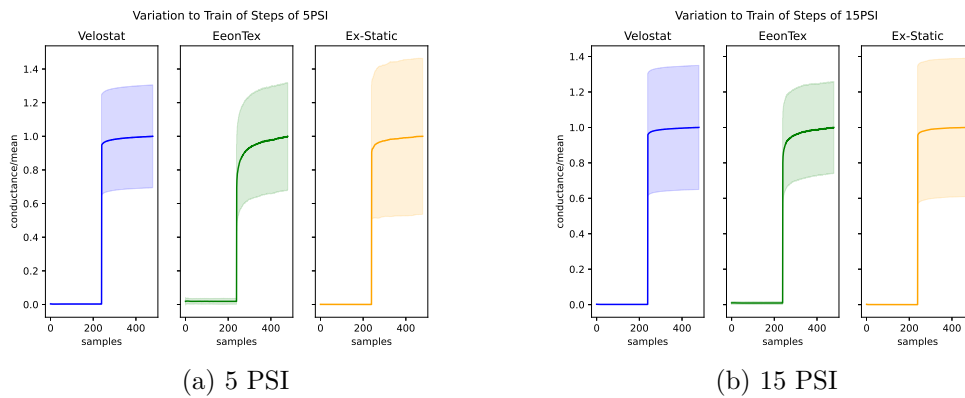 Variation to Train of Steps of 5PSI
Velostat EeonTex Ex-Static
conductance/mean
1.4
1.2
1.0
0.8
0.6
0.4
0.2
0.0
0 200 400 0 200 400 0 200 400
samples samples samples
(a) 5 PSI
Variation to Train of Steps of 15PSI
Velostat EeonTex Ex-Static
conductance/mean
1.4
1.2
1.0
0.8
0.6
0.4
0.2
0.0
0 200 400 0 200 400 0 200 400
samples samples samples
(b) 15 PSI